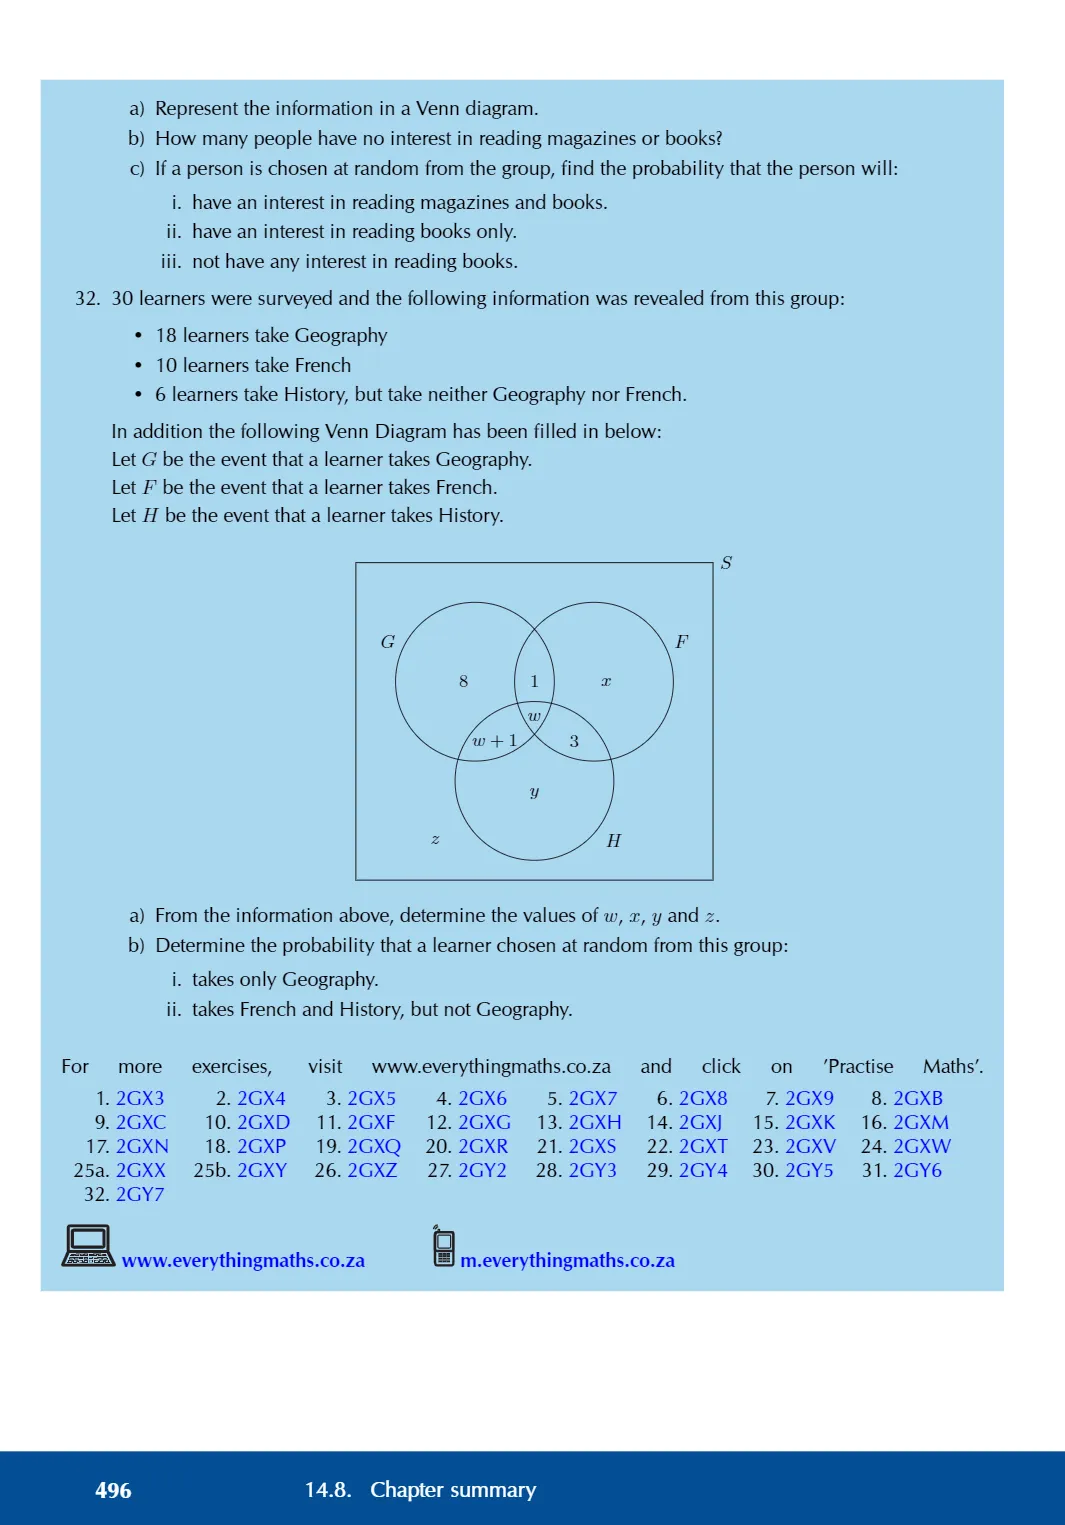 a) Represent the information in a Venn diagram.
b) How many people have no interest in reading magazines or books?
c) If a person is chosen at random from the group, find the probability that the person will:
i. have an interest in reading magazines and books.
ii. have an interest in reading books only.
iii. not have any interest in reading books.
32. 30 learners were surveyed and the following information was revealed from this group:
• 18 learners take Geography
• 10 learners take French
• 6 learners take History, but take neither Geography nor French.
In addition the following Venn Diagram has been filled in below:
Let G be the event that a learner takes Geography.
Let F be the event that a learner takes French.
Let H be the event that a learner takes History.
S
G F
8 1 x
w
w + 1 3
y
z H
a) From the information above, determine the values of w, x, y and z.
b) Determine the probability that a learner chosen at random from this group:
i. takes only Geography.
ii. takes French and History, but not Geography.
For more exercises, visit www.everythingmaths.co.za and click on ’Practise Maths’.
1. 2GX3 2. 2GX4 3. 2GX5 4. 2GX6 5. 2GX7 6. 2GX8 7. 2GX9 8. 2GXB
9. 2GXC 10. 2GXD 11. 2GXF 12. 2GXG 13. 2GXH 14. 2GXJ 15. 2GXK 16. 2GXM
17. 2GXN 18. 2GXP 19. 2GXQ 20. 2GXR 21. 2GXS 22. 2GXT 23. 2GXV 24. 2GXW
25a. 2GXX 25b. 2GXY 26. 2GXZ 27. 2GY2 28. 2GY3 29. 2GY4 30. 2GY5 31. 2GY6
32. 2GY7
www.everythingmaths.co.za m.everythingmaths.co.za
496 14.8. Chapter summary